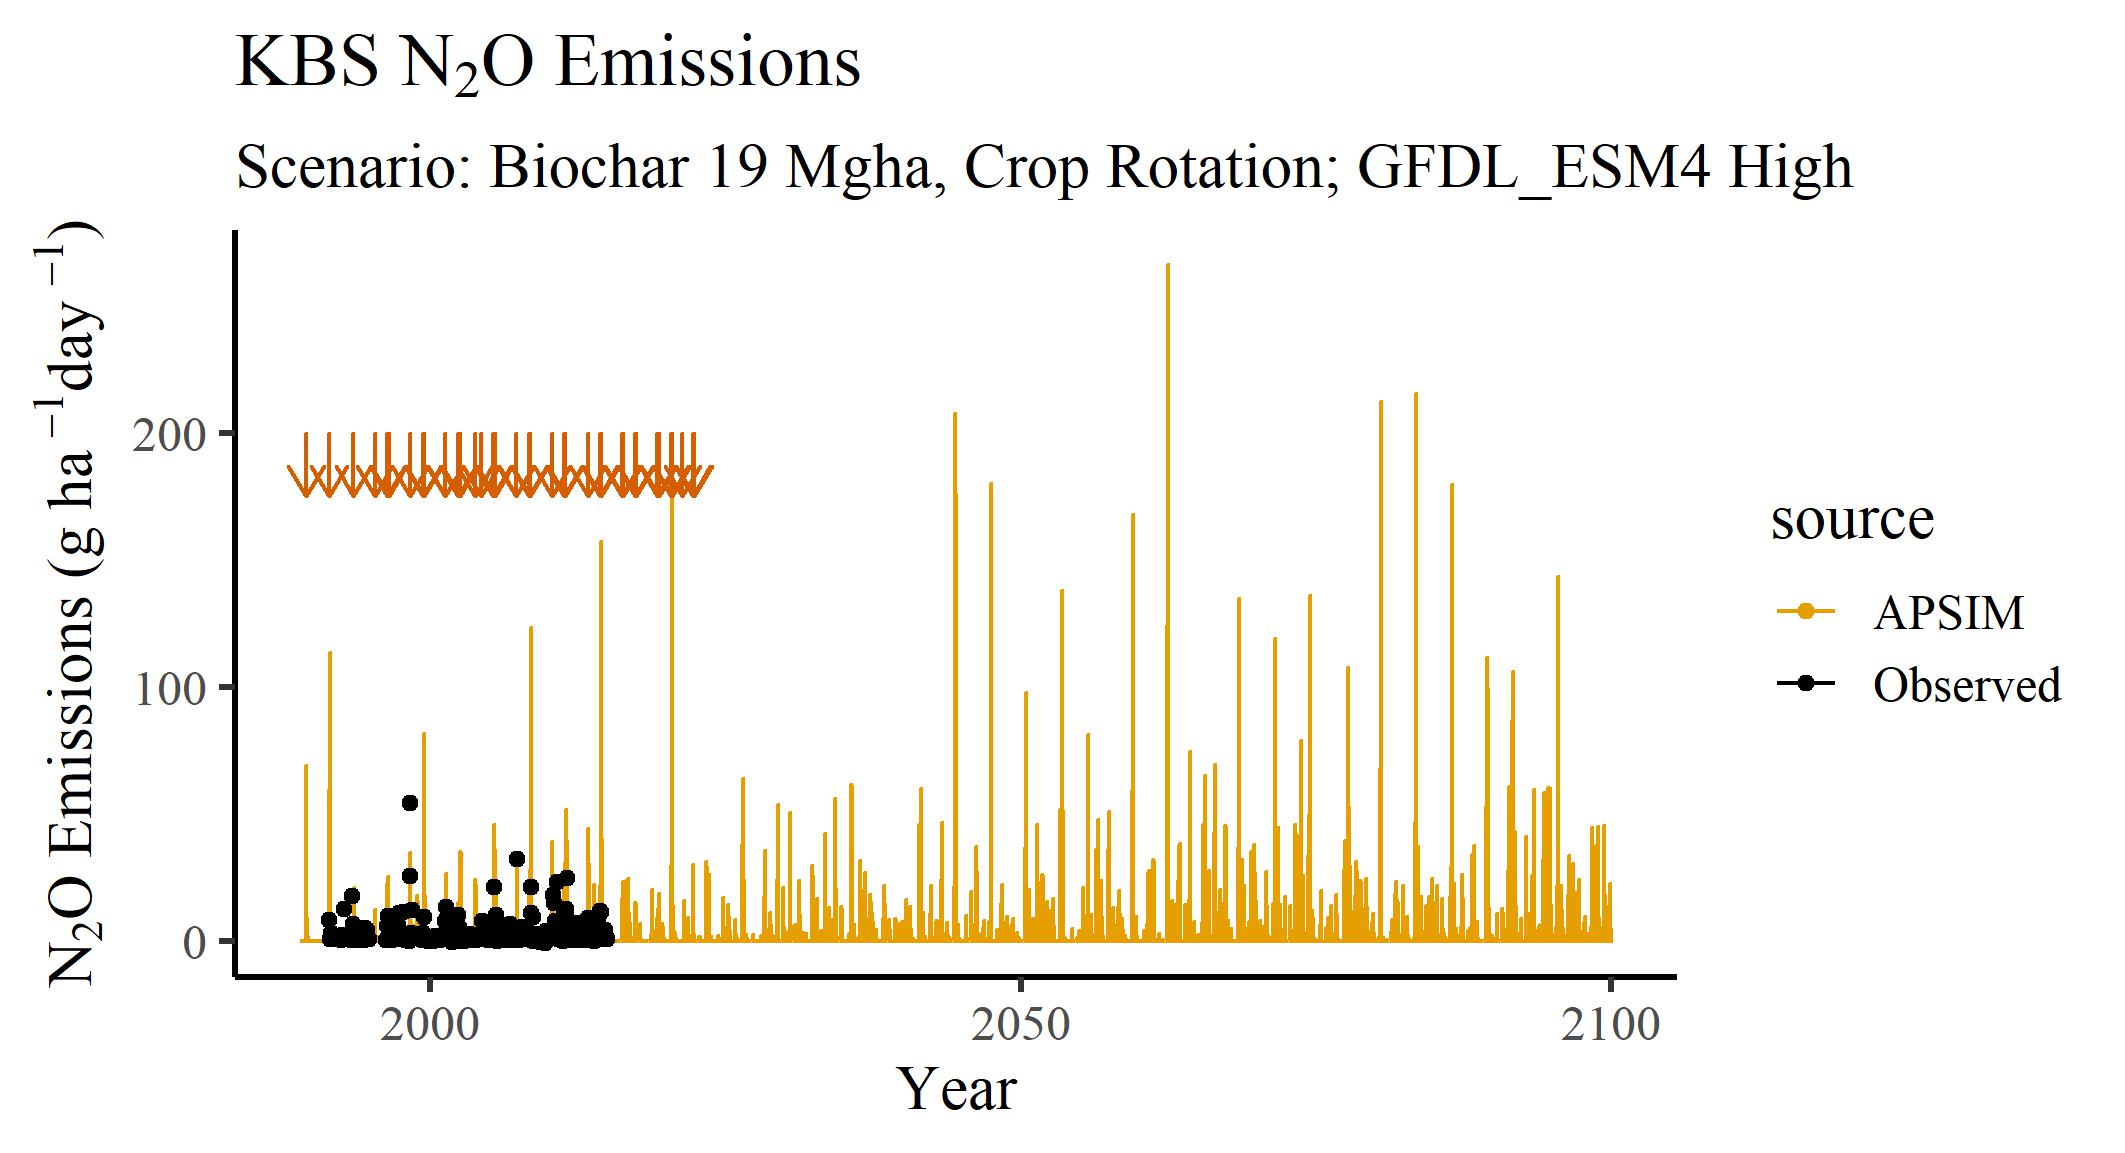 KBS N₂O Emissions
Scenario: Biochar 19 Mgha, Crop Rotation; GFDL_ESM4 High
N₂O Emissions (g ha ⁻¹day ⁻¹)
200
100
0
2000 2050 2100
Year
source
APSIM
Observed